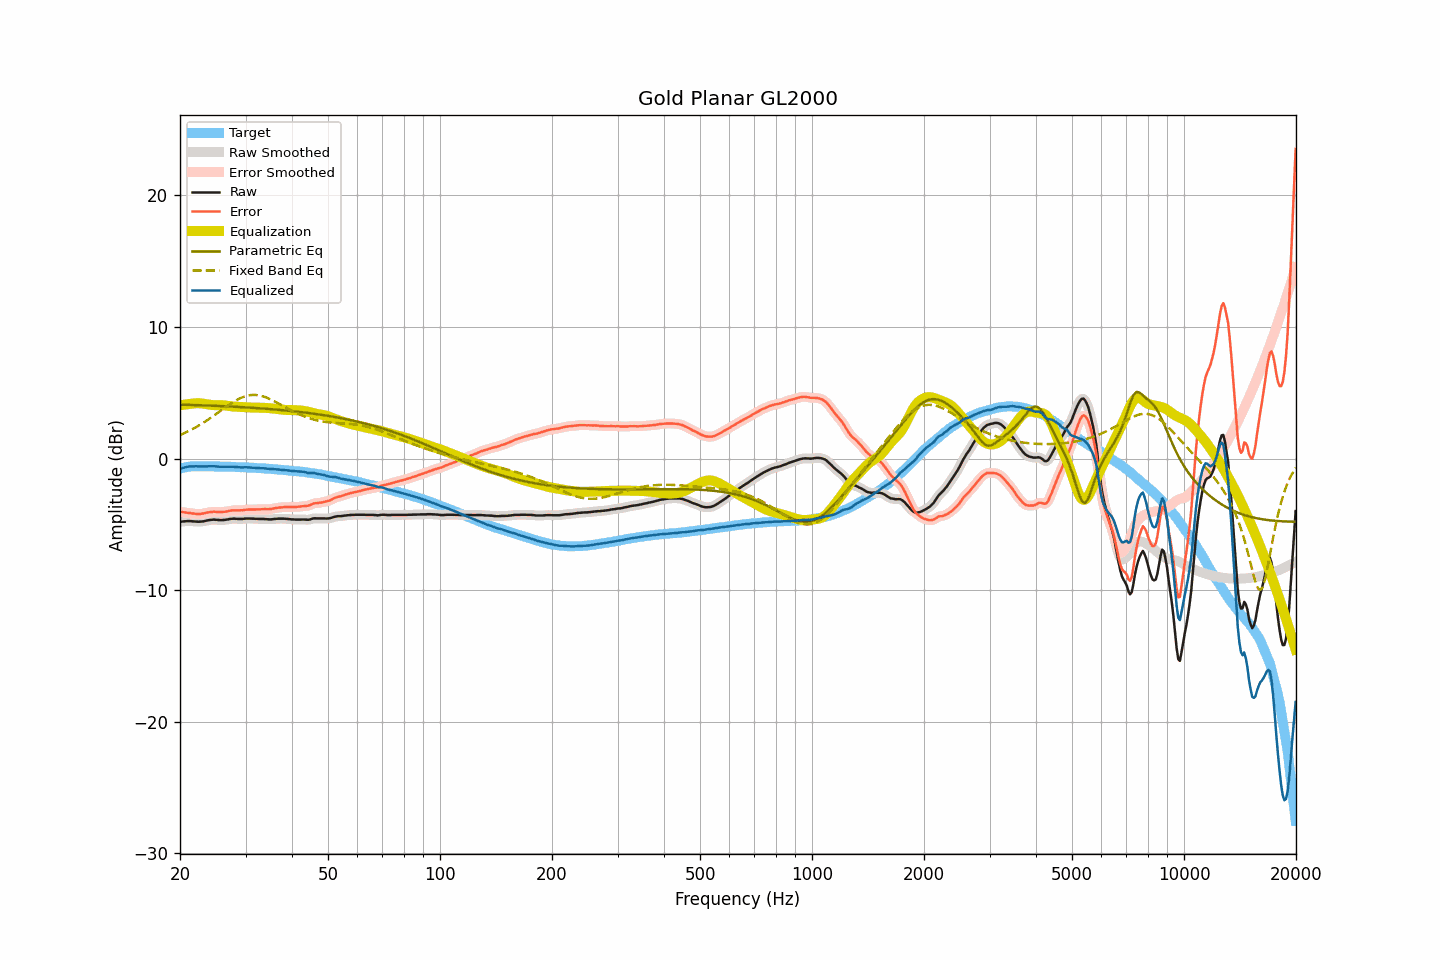 Gold Planar GL2000
Target
Raw Smoothed
Error Smoothed
Raw
Error
Equalization
Parametric Eq
Fixed Band Eq
Equalized
20
10
0
−10
−20
−30
Amplitude (dBr)
20 50 100 200 500 1000 2000 5000 10000 20000
Frequency (Hz)